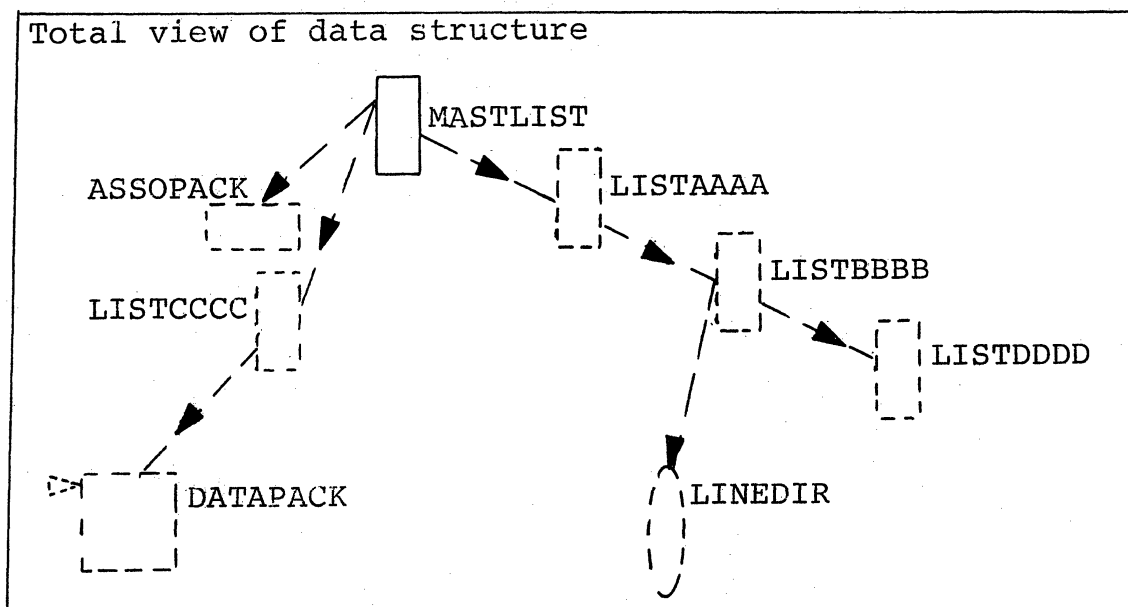 Total view of data structure
MASTLIST
ASSOPACK
LISTAAAA
LISTBBBB
LISTCCCC
LISTDDDD
DATAPACK
LINEDIR